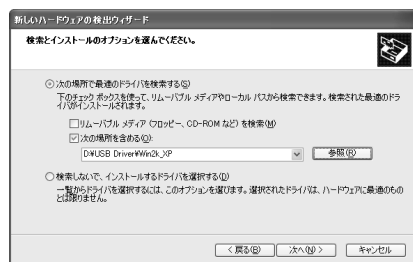 新しいハードウェアの検出ウィザード
検索とインストールのオプションを選んでください。
次の場所で最適のドライバを検索する(S)
下のチェック ボックスを使って、リムーバブル メディアやローカル パスから検索できます。検索された最適のドラ
イバがインストールされます。
リムーバブル メディア (フロッピー、CD-ROM など) を検索(M)
次の場所を含める(O):
D¥USB Driver¥Win2k_XP
参照(R)
検索しないで、インストールするドライバを選択する(D)
一覧からドライバを選択するには、このオプションを選びます。選択されたドライバは、ハードウェアに最適のもの
とは限りません。
< 戻る(B)
次へ(N) >
キャンセル